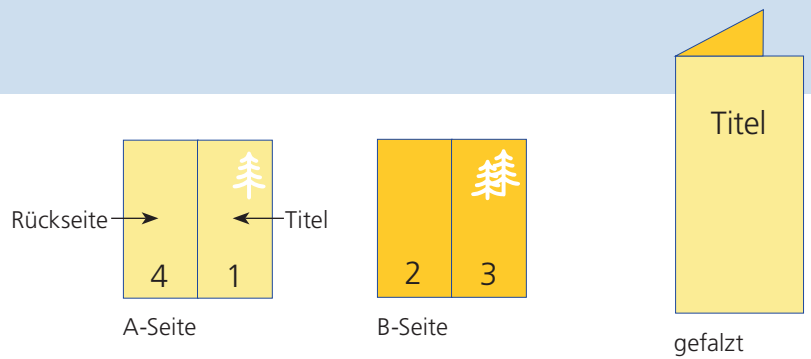 Titel
Rückseite
Titel
4 1
2 3
A-Seite
B-Seite
gefalzt